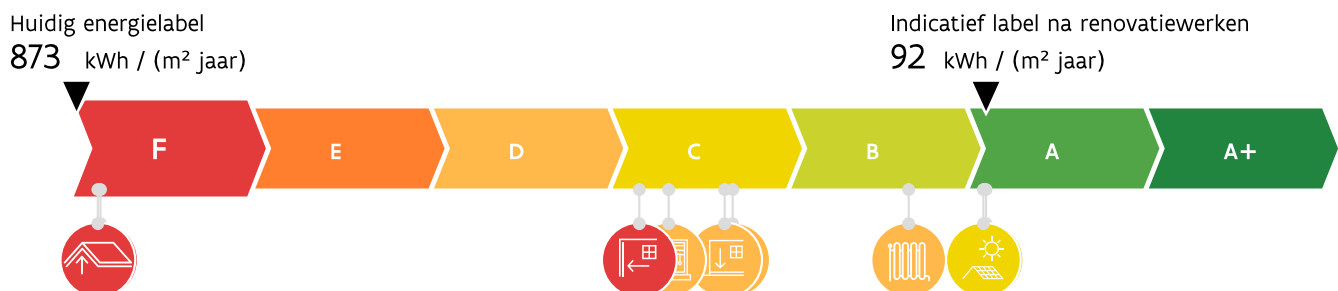 Huidig energielabel
873 kWh / (m² jaar)
Indicatief label na renovatiewerken
92 kWh / (m² jaar)
F E D C B A A+